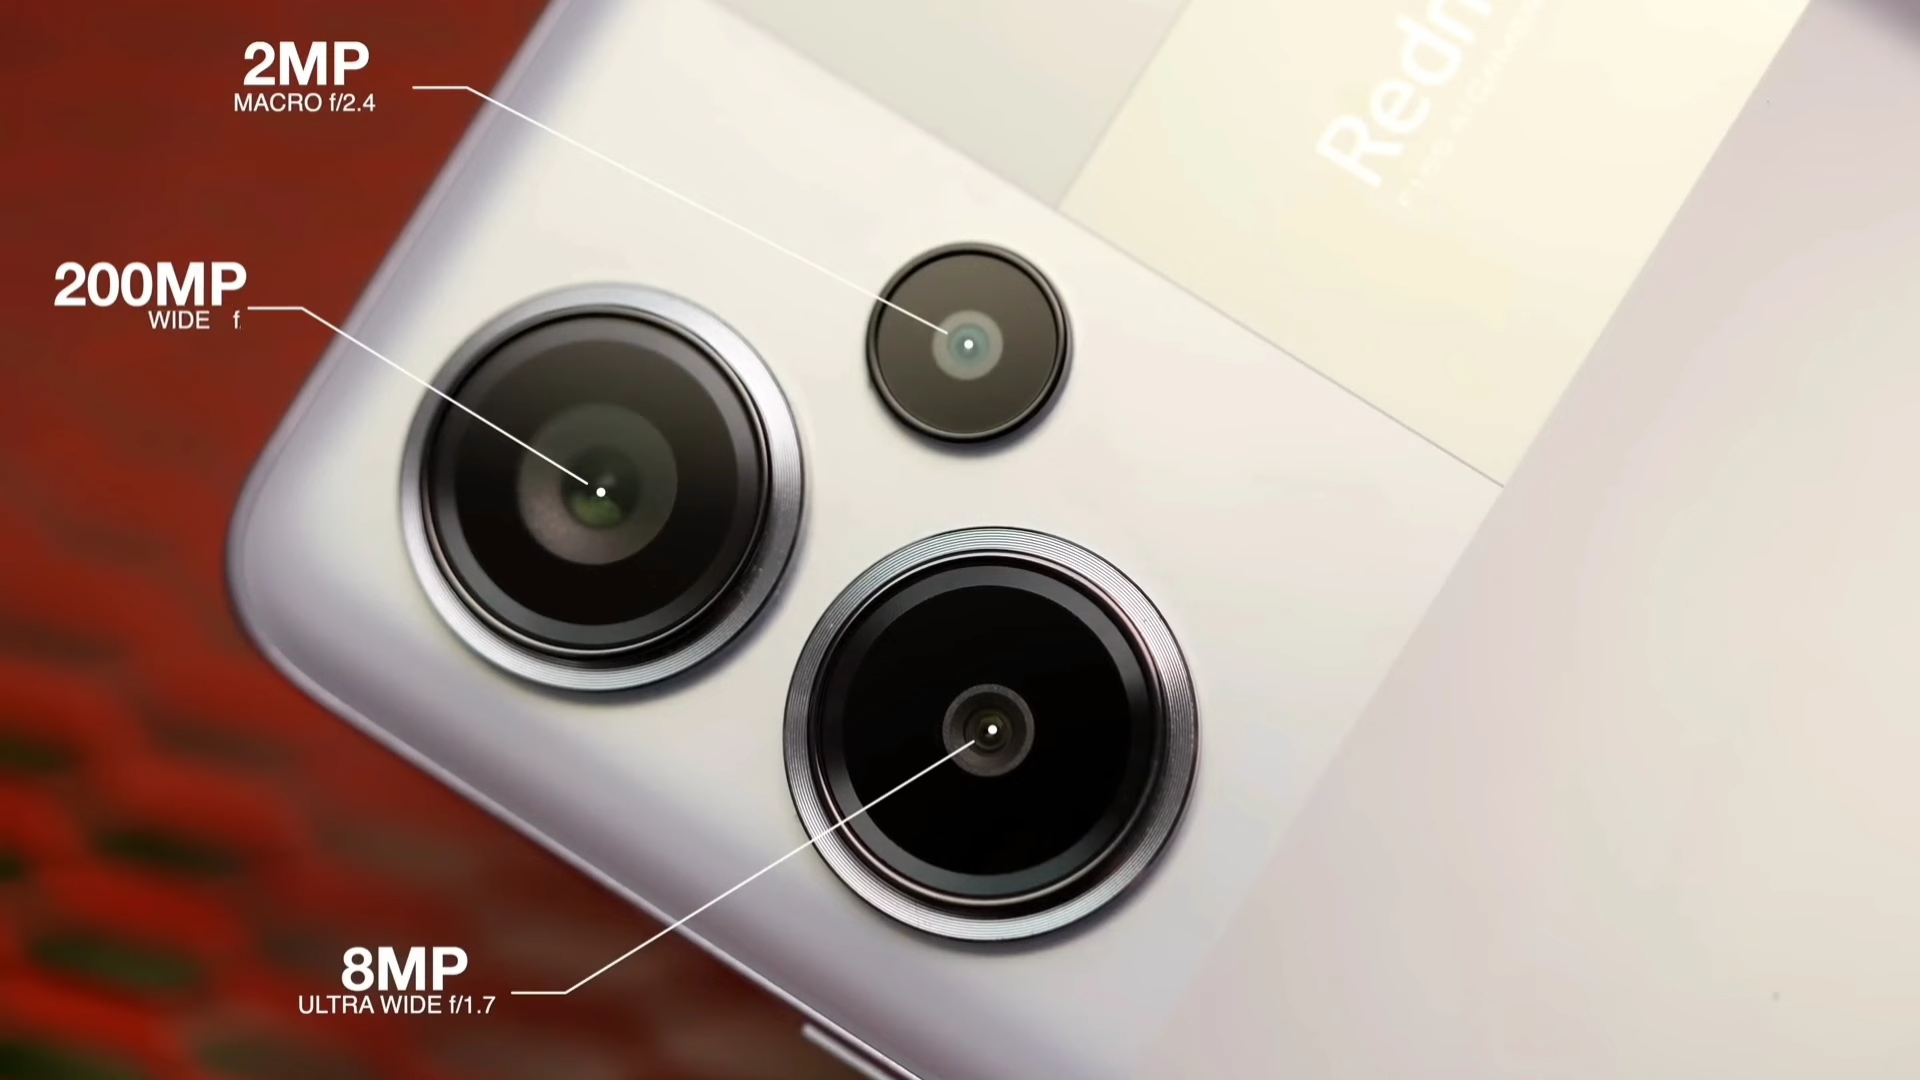 2MP
MACRO f/2.4
200MP
WIDE f
8MP
ULTRA WIDE f/1.7
Redm